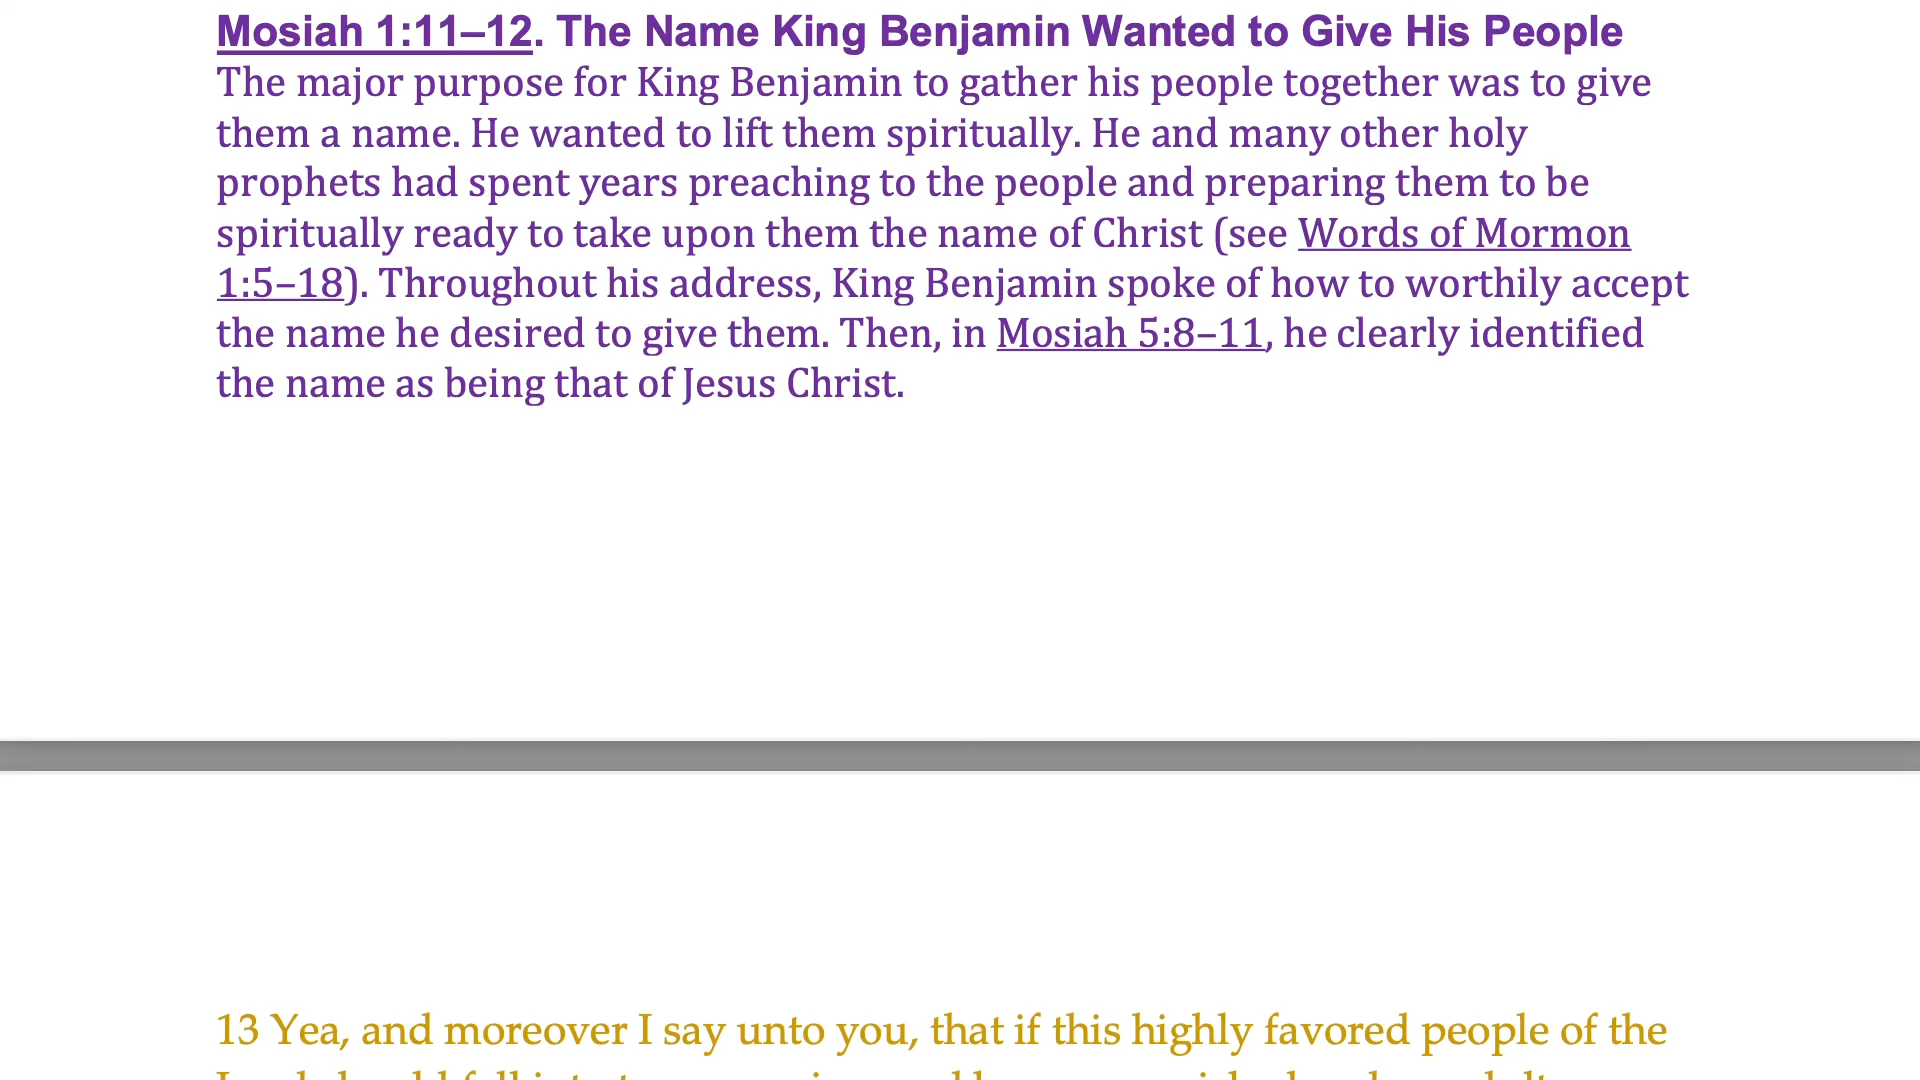 Mosiah 1:11–12. The Name King Benjamin Wanted to Give His People
The major purpose for King Benjamin to gather his people together was to give
them a name. He wanted to lift them spiritually. He and many other holy
prophets had spent years preaching to the people and preparing them to be
spiritually ready to take upon them the name of Christ (see Words of Mormon
1:5–18). Throughout his address, King Benjamin spoke of how to worthily accept
the name he desired to give them. Then, in Mosiah 5:8–11, he clearly identified
the name as being that of Jesus Christ.
13 Yea, and moreover I say unto you, that if this highly favored people of the